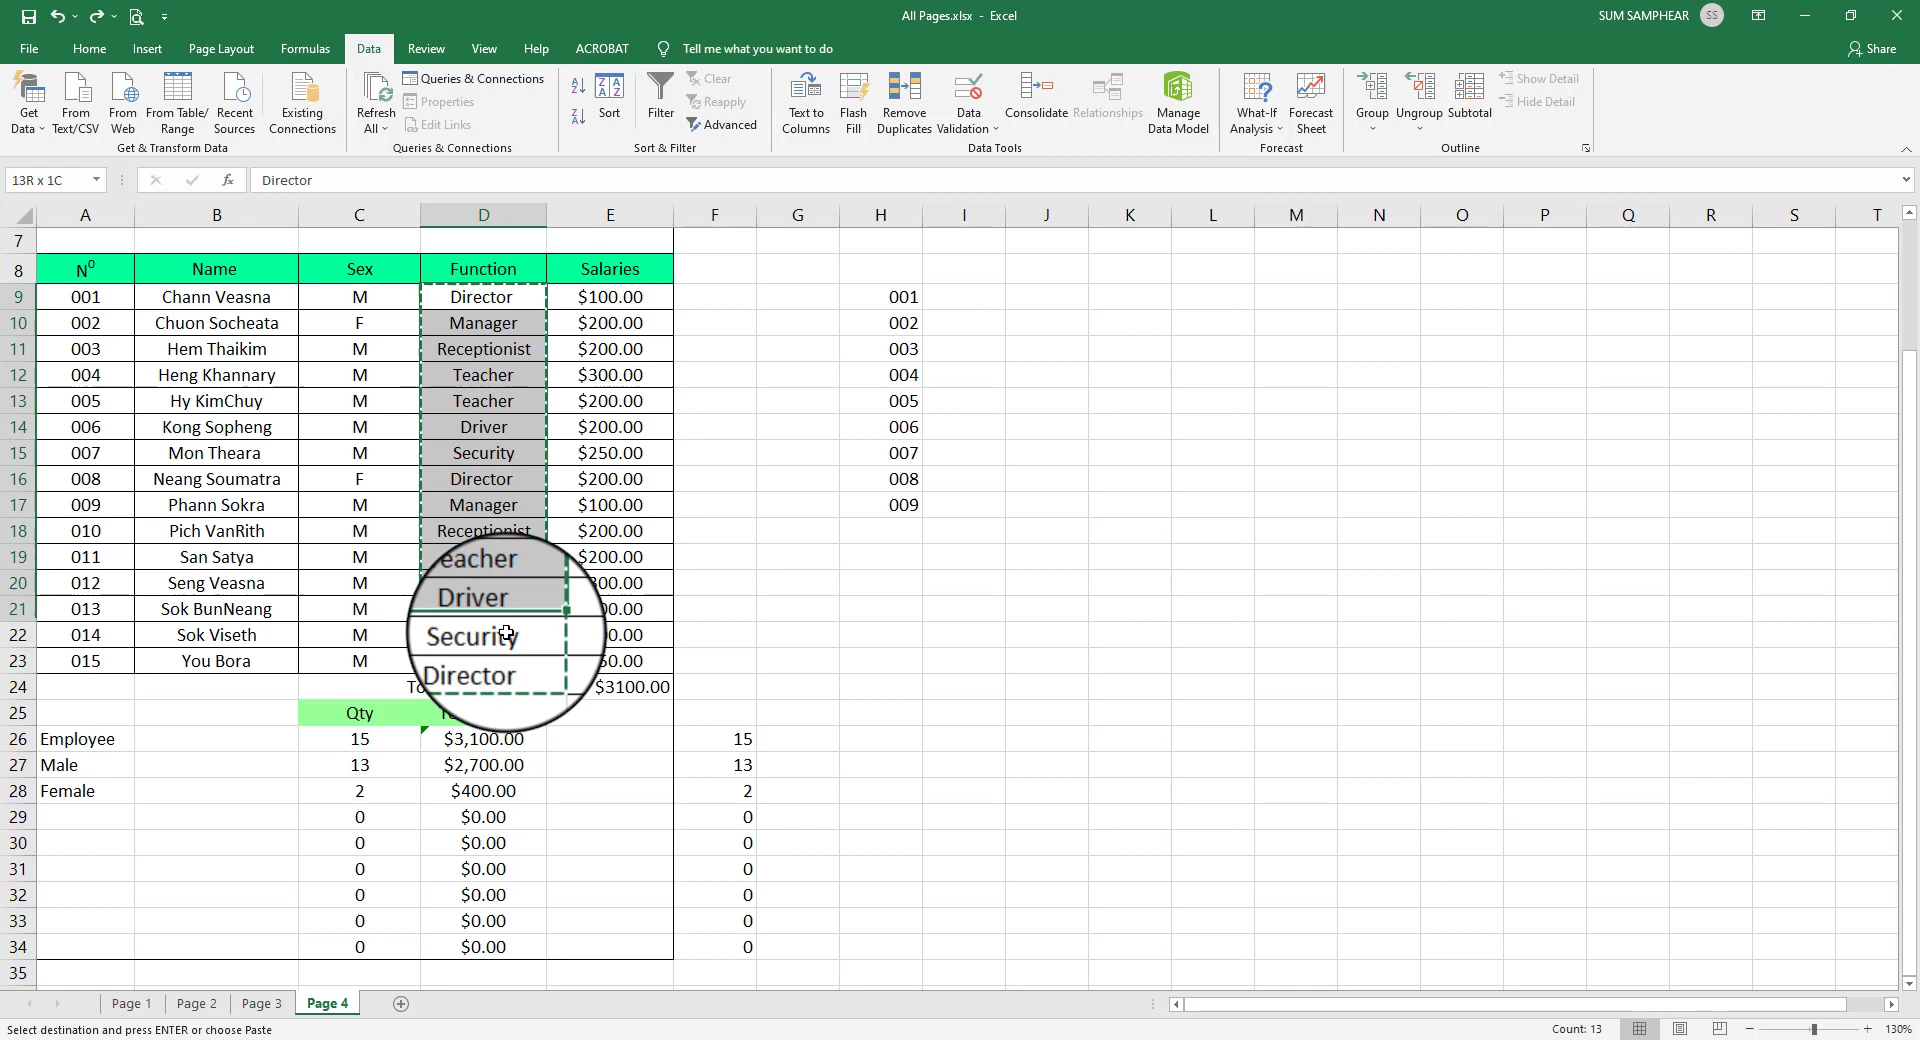 All Pages.xlsx - Excel
SUM SAMPHEAR SS
File Home Insert Page Layout Formulas Data Review View Help ACROBAT Tell me what you want to do Share
Get Data
From Text/CSV
From Web
From Table/ Range
Recent Sources
Existing Connections
Get & Transform Data
Refresh All
Queries & Connections
Properties
Edit Links
Queries & Connections
Sort
Filter
Clear
Reapply
Advanced
Sort & Filter
Text to Columns
Flash Fill
Remove Duplicates
Data Validation
Consolidate
Relationships
Manage Data Model
Data Tools
What-If Analysis
Forecast Sheet
Forecast
Group
Ungroup
Subtotal
Show Detail
Hide Detail
Outline
13R x 1C fx Director
A B C D E F G H I J K L M N O P Q R S T
7
8 N⁰ Name Sex Function Salaries
9 001 Chann Veasna M Director $100.00 001
10 002 Chuon Socheata F Manager $200.00 002
11 003 Hem Thaikim M Receptionist $200.00 003
12 004 Heng Khannary M Teacher $300.00 004
13 005 Hy KimChuy M Teacher $200.00 005
14 006 Kong Sopheng M Driver $200.00 006
15 007 Mon Theara M Security $250.00 007
16 008 Neang Soumatra F Director $200.00 008
17 009 Phann Sokra M Manager $100.00 009
18 010 Pich VanRith M Receptionist $200.00
19 011 San Satya M eacher $200.00
20 012 Seng Veasna M Driver 00.00
21 013 Sok BunNeang M 00.00
22 014 Sok Viseth M Security 0.00
23 015 You Bora M Director 50.00
24 $3100.00
25 Qty
26 Employee 15 $3,100.00 15
27 Male 13 $2,700.00 13
28 Female 2 $400.00 2
29 0 $0.00 0
30 0 $0.00 0
31 0 $0.00 0
32 0 $0.00 0
33 0 $0.00 0
34 0 $0.00 0
35
Page 1 Page 2 Page 3 Page 4
Select destination and press ENTER or choose Paste Count: 13 130%